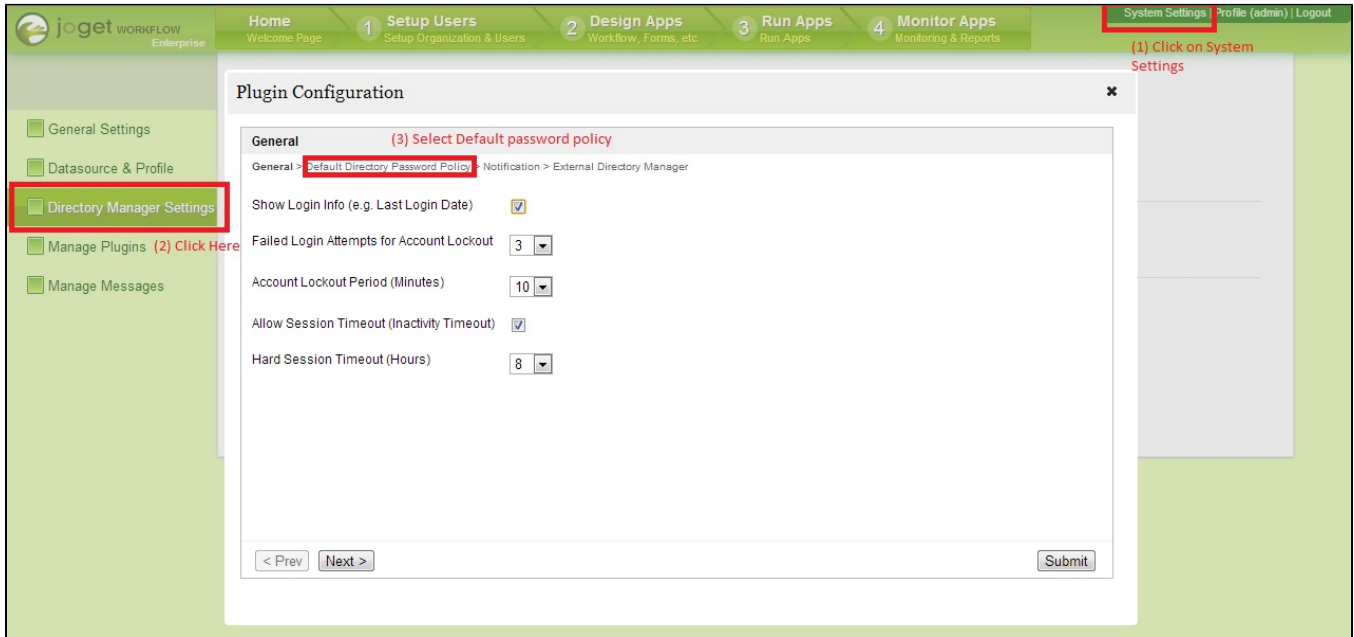 joget WORKFLOW
Enterprise
Home
Welcome Page
1 Setup Users
Setup Organization & Users
2 Design Apps
Workflow, Forms, etc
3 Run Apps
Run Apps
4 Monitor Apps
Monitoring & Reports
System Settings | Profile (admin) | Logout
(1) Click on System
Settings
Plugin Configuration
General Settings
Datasource & Profile
Directory Manager Settings
Manage Plugins (2) Click Here
Manage Messages
General (3) Select Default password policy
General > Default Directory Password Policy > Notification > External Directory Manager
Show Login Info (e.g. Last Login Date)
Failed Login Attempts for Account Lockout 3
Account Lockout Period (Minutes) 10
Allow Session Timeout (Inactivity Timeout)
Hard Session Timeout (Hours) 8
< Prev Next > Submit